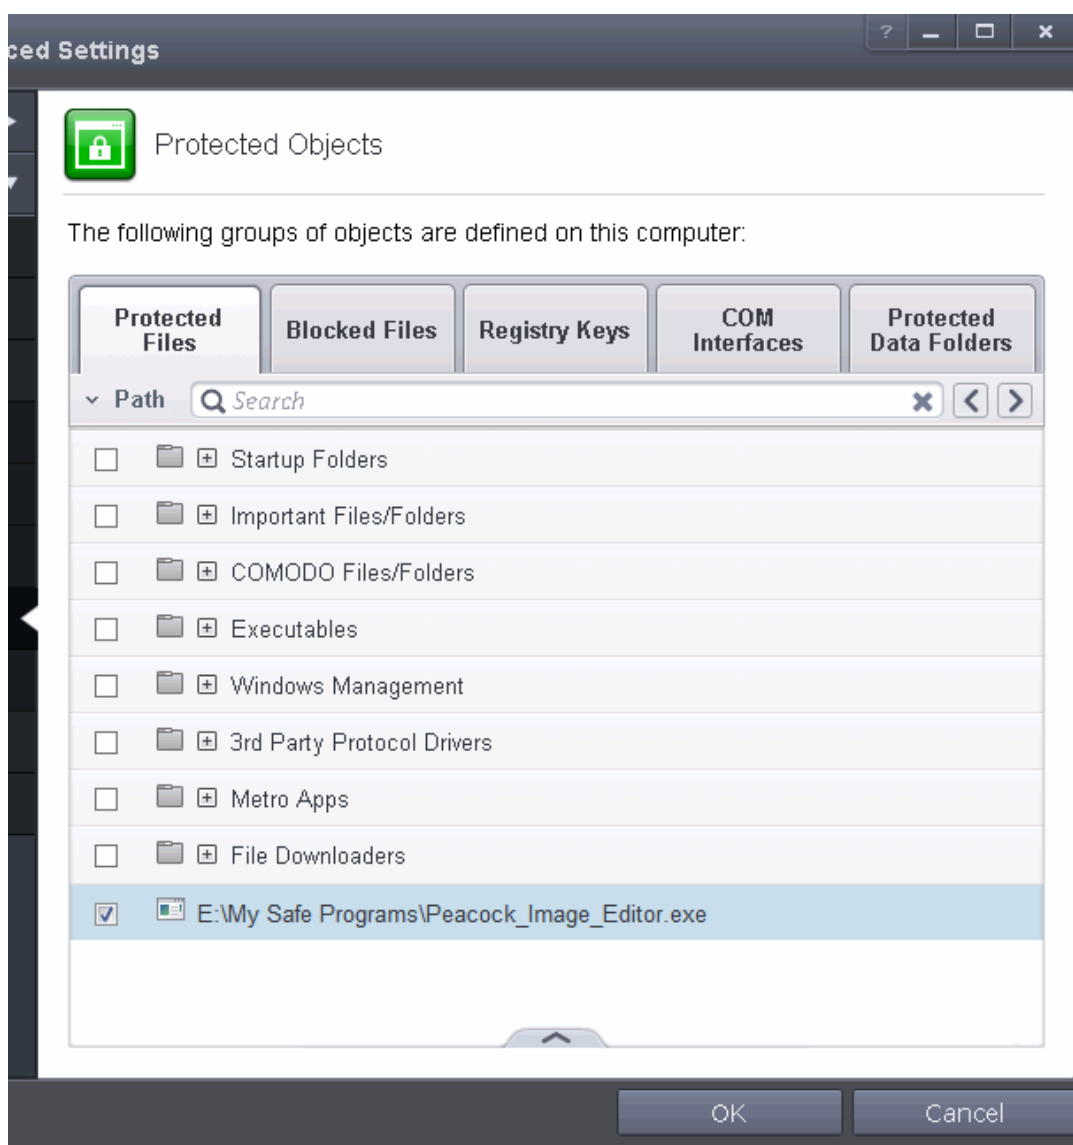 ced Settings
?
Protected Objects
The following groups of objects are defined on this computer:
Protected Files
Blocked Files
Registry Keys
COM Interfaces
Protected Data Folders
Path
Search
Startup Folders
Important Files/Folders
COMODO Files/Folders
Executables
Windows Management
3rd Party Protocol Drivers
Metro Apps
File Downloaders
E:\My Safe Programs\Peacock_Image_Editor.exe
OK
Cancel